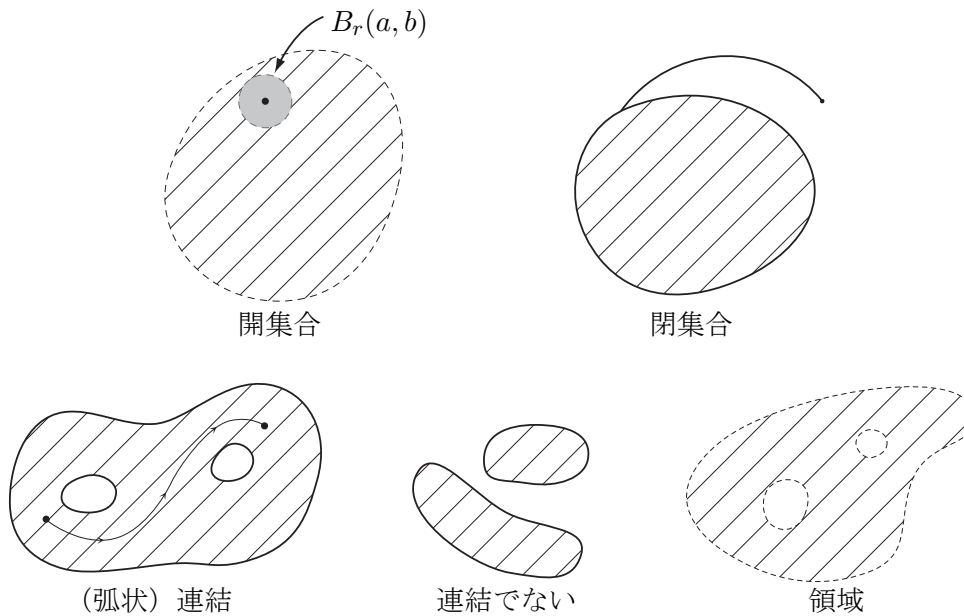 B_r(a, b)
開集合
閉集合
（弧状）連結
連結でない
領域